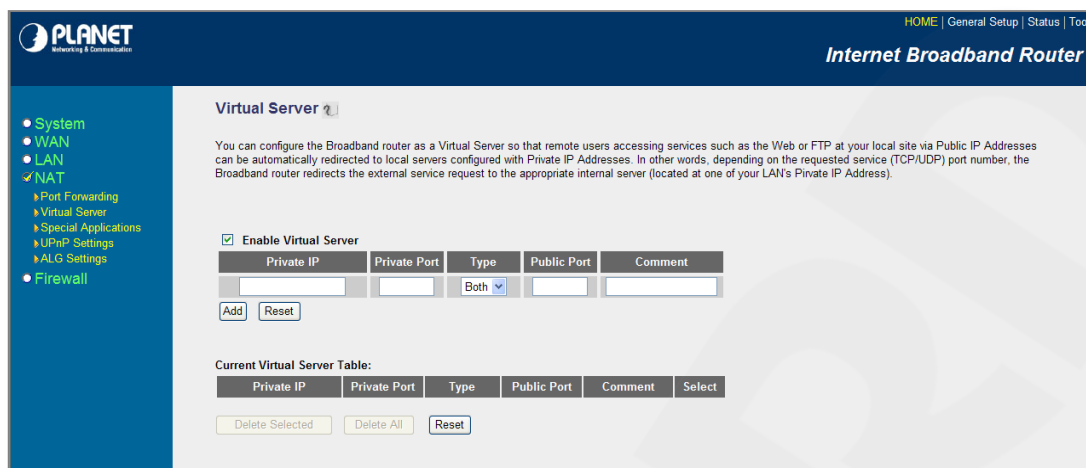 PLANET
Networking & Communication
HOME | General Setup | Status |
Internet Broadband Router
System
WAN
LAN
NAT
Port Forwarding
Virtual Server
Special Applications
UPnP Settings
ALG Settings
Firewall
Virtual Server
You can configure the Broadband router as a Virtual Server so that remote users accessing services such as the Web or FTP at your local site via Public IP Addresses
can be automatically redirected to local servers configured with Private IP Addresses. In other words, depending on the requested service (TCP/UDP) port number, the
Broadband router redirects the external service request to the appropriate internal server (located at one of your LAN's Private IP Address).
Enable Virtual Server
Private IP Private Port Type Public Port Comment
Both
Add Reset
Current Virtual Server Table:
Private IP Private Port Type Public Port Comment Select
Delete Selected Delete All Reset